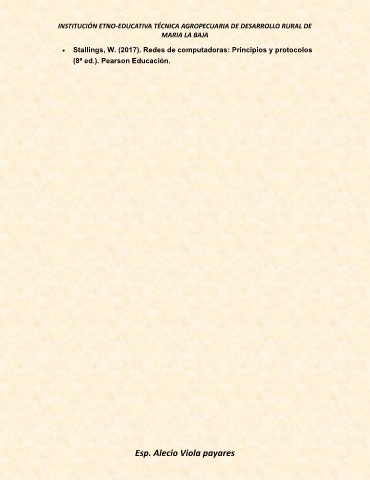 INSTITUCIÓN ETNO-EDUCATIVA TÉCNICA AGROPECUARIA DE DESARROLLO RURAL DE
MARIA LA BAJA
• Stallings, W. (2017). Redes de computadoras: Principios y protocolos
(8ª ed.). Pearson Educación.
Esp. Alecio Viola payares